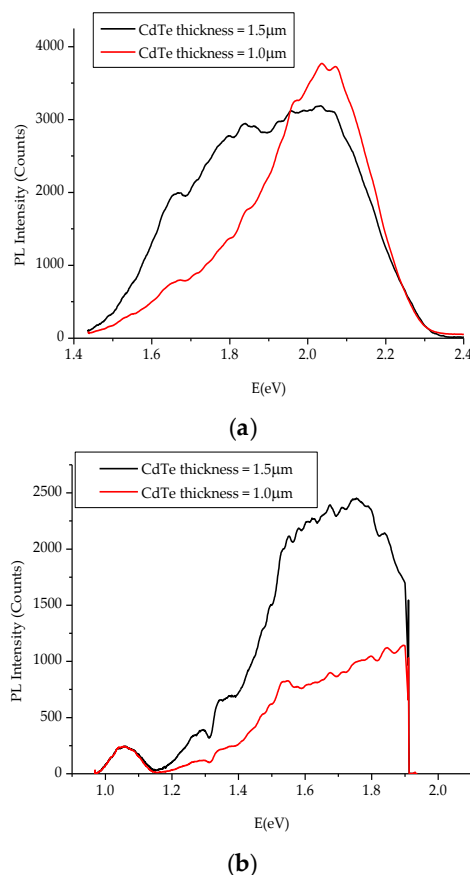 CdTe thickness = 1.5μm
CdTe thickness = 1.0μm
4000
3000
2000
1000
0
PL Intensity (Counts)
1.4 1.6 1.8 2.0 2.2 2.4
E(eV)
(a)
CdTe thickness = 1.5μm
CdTe thickness = 1.0μm
2500
2000
1500
1000
500
0
PL Intensity (Counts)
1.0 1.2 1.4 1.6 1.8 2.0
E(eV)
(b)